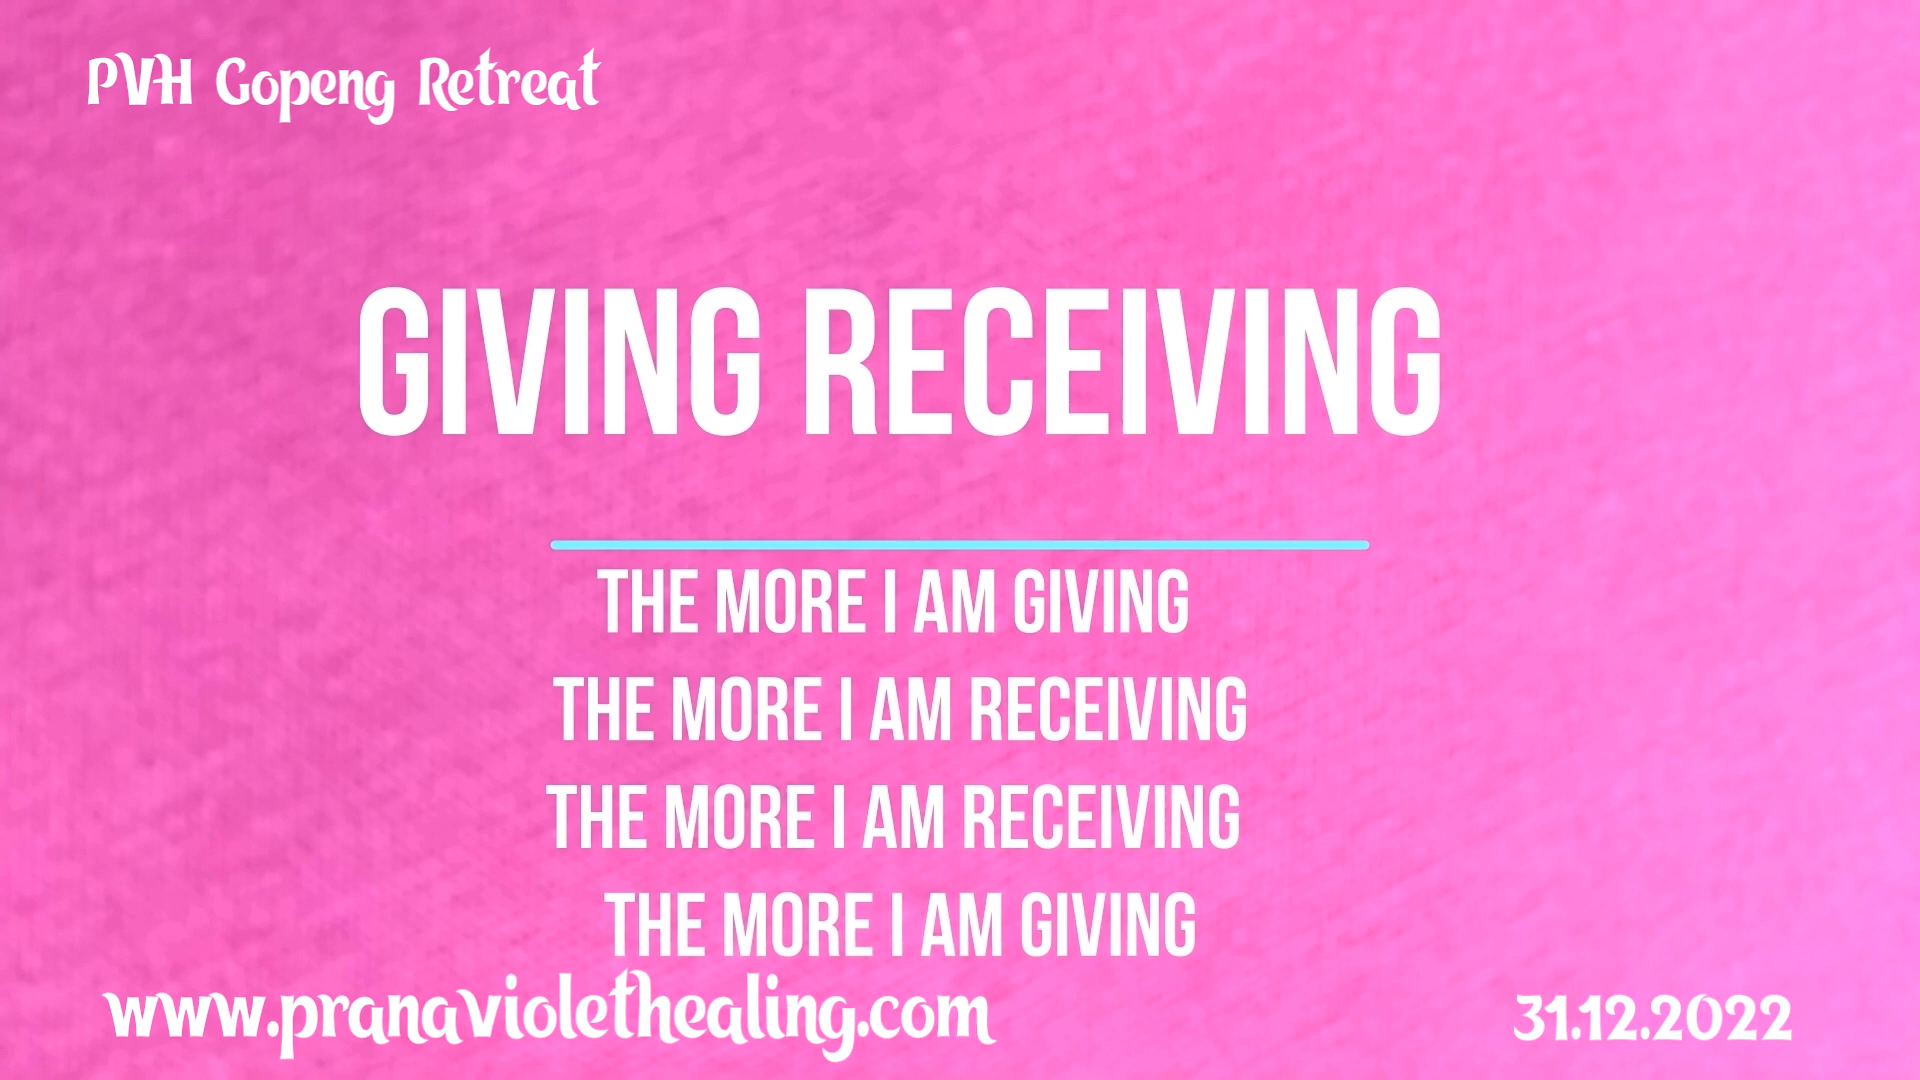 PVH Gopeng Retreat
GIVING RECEIVING
THE MORE I AM GIVING
THE MORE I AM RECEIVING
THE MORE I AM RECEIVING
THE MORE I AM GIVING
www.pranaviolethealing.com
31.12.2022